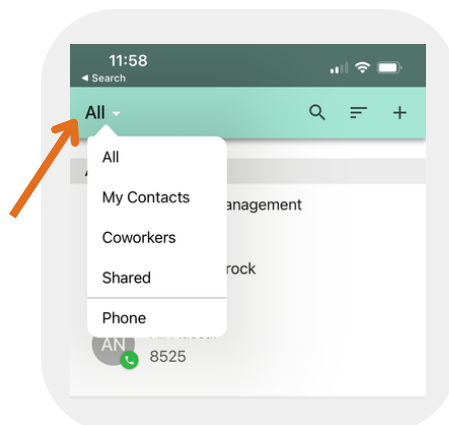 11:58
◂ Search
All
All
My Contacts
anagement
Coworkers
rock
Shared
Phone
AN
8525